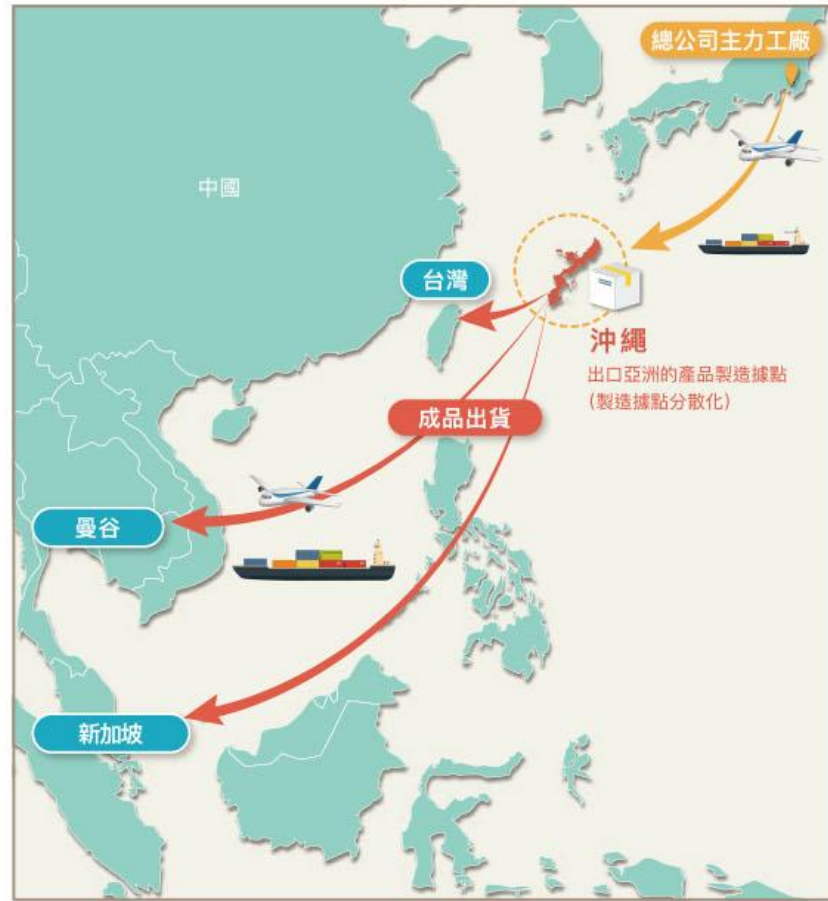 總公司主力工廠
中國
台灣
沖繩
出口亞洲的產品製造據點
(製造據點分散化)
成品出貨
曼谷
新加坡